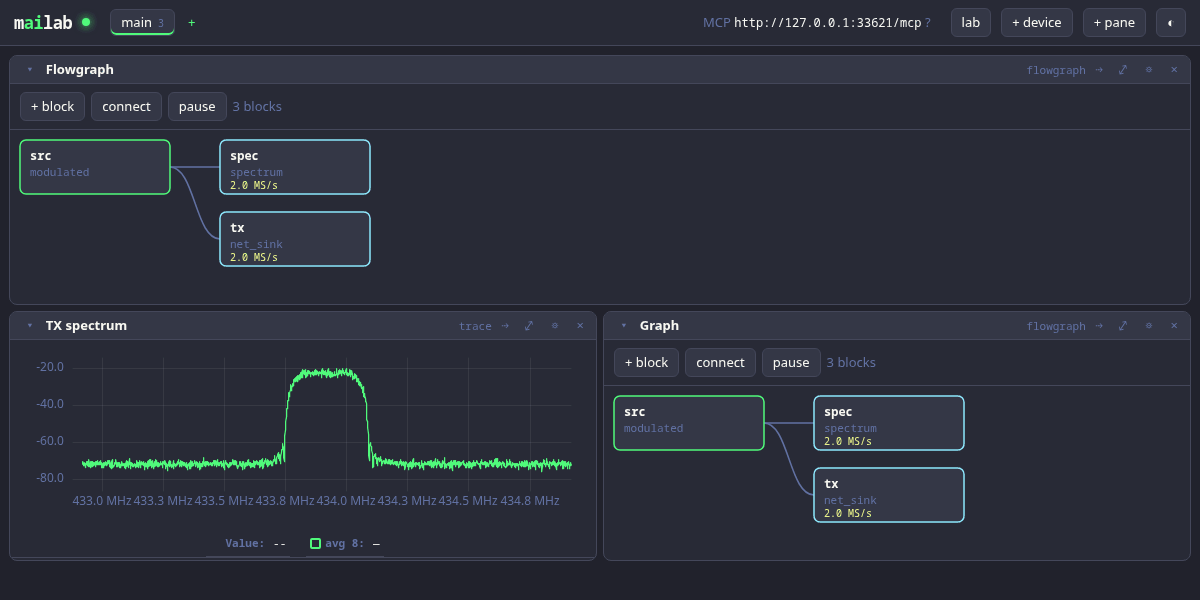 mailab main 3 + MCP http://127.0.0.1:33621/mcp ? lab + device + pane
Flowgraph flowgraph
+ block connect pause 3 blocks
src
modulated
spec
spectrum
2.0 MS/s
tx
net_sink
2.0 MS/s
TX spectrum trace
-20.0
-40.0
-60.0
-80.0
433.0 MHz 433.3 MHz 433.5 MHz 433.8 MHz 434.0 MHz 434.3 MHz 434.5 MHz 434.8 MHz
Value: -- avg 8: —
Graph flowgraph
+ block connect pause 3 blocks
src
modulated
spec
spectrum
2.0 MS/s
tx
net_sink
2.0 MS/s